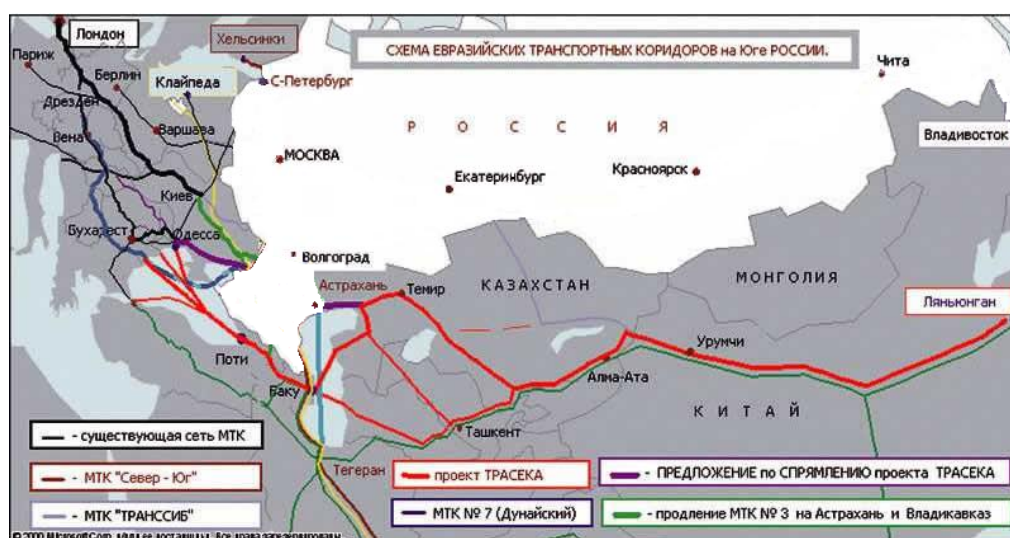 СХЕМА ЕВРАЗИЙСКИХ ТРАНСПОРТНЫХ КОРИДОРОВ на Юге РОССИИ.
Лондон
Хельсинки
Париж
Берлин
Клайпеда
С-Петербург
Чита
Дрезден
Вена
Варшава
РОССИЯ
Владивосток
МОСКВА
Екатеринбург
Красноярск
Киев
Бухарест
Одесса
Волгоград
Астрахань
Темир
КАЗАХСТАН
МОНГОЛИЯ
Ляньюнган
Поти
Урумчи
Алма-Ата
Баку
КИТАЙ
Ташкент
Тегеран
- существующая сеть МТК
- МТК "Север - Юг"
- МТК "ТРАНССИБ"
- проект ТРАСЕКА
- МТК № 7 (Дунайский)
- ПРЕДЛОЖЕНИЕ по СПРЯМЛЕНИЮ проекта ТРАСЕКА
- продление МТК № 3 на Астрахань и Владикавказ